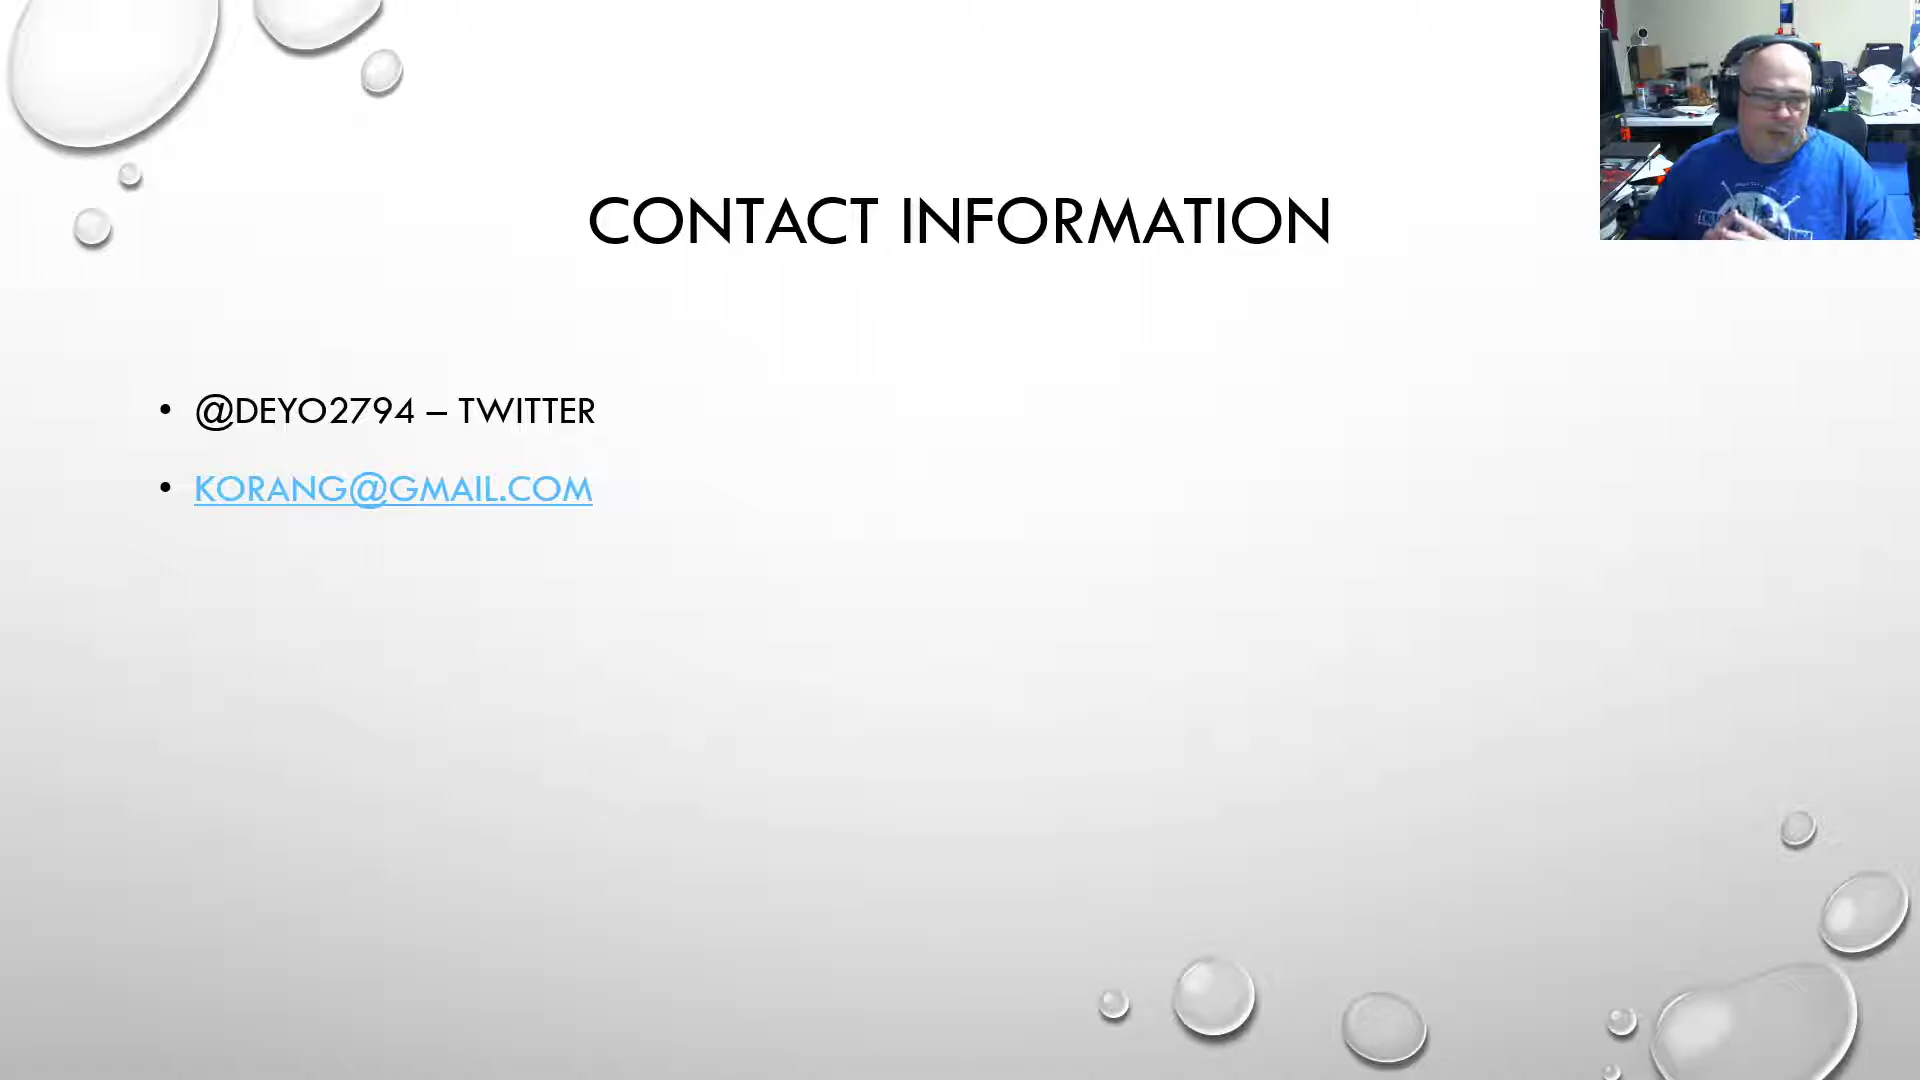 CONTACT INFORMATION
• @DEYO2794 – TWITTER
• KORANG@GMAIL.COM